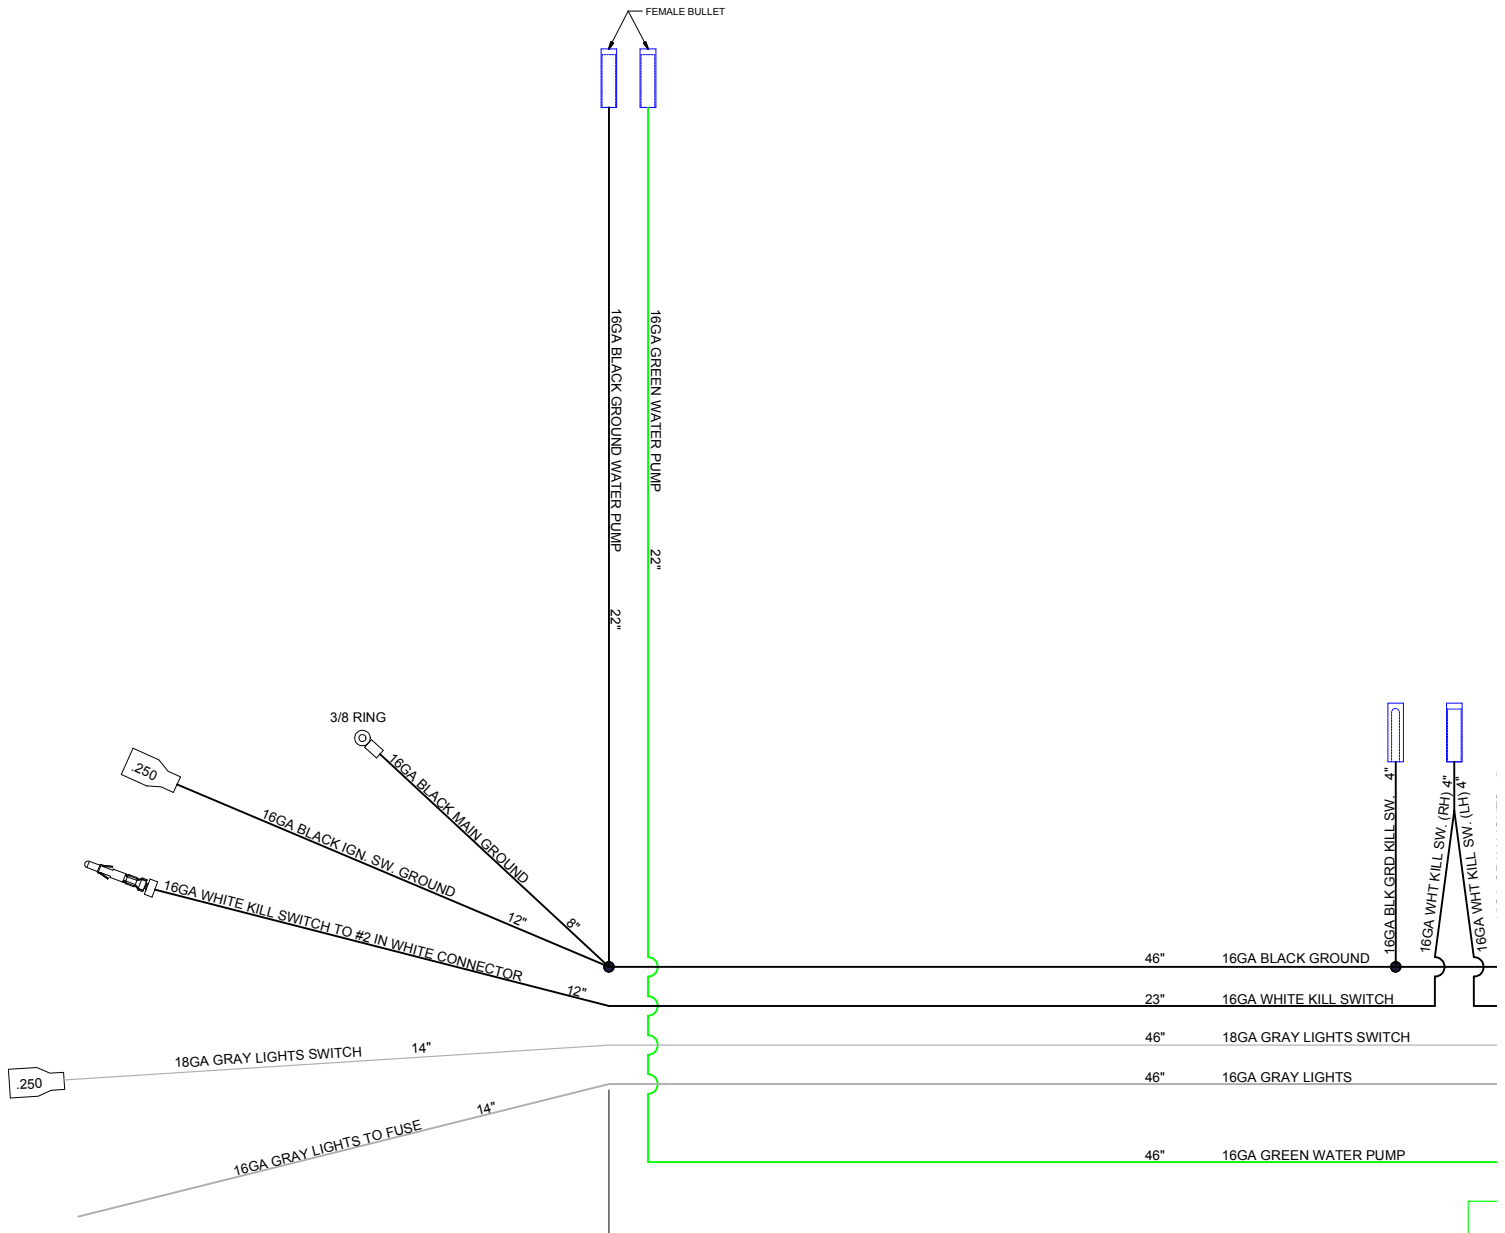 FEMALE BULLET
16GA BLACK GROUND WATER PUMP 22"
16GA GREEN WATER PUMP 22"
3/8 RING
16GA BLACK MAIN GROUND 8"
.250
16GA BLACK IGN. SW. GROUND 12"
16GA WHITE KILL SWITCH TO #2 IN WHITE CONNECTOR 12"
16GA BLK GRD KILL SW. 4"
16GA WHT KILL SW. (RH) 4"
16GA WHT KILL SW. (LH) 4"
46" 16GA BLACK GROUND
23" 16GA WHITE KILL SWITCH
18GA GRAY LIGHTS SWITCH 14"
46" 18GA GRAY LIGHTS SWITCH
.250
46" 16GA GRAY LIGHTS
16GA GRAY LIGHTS TO FUSE 14"
46" 16GA GREEN WATER PUMP